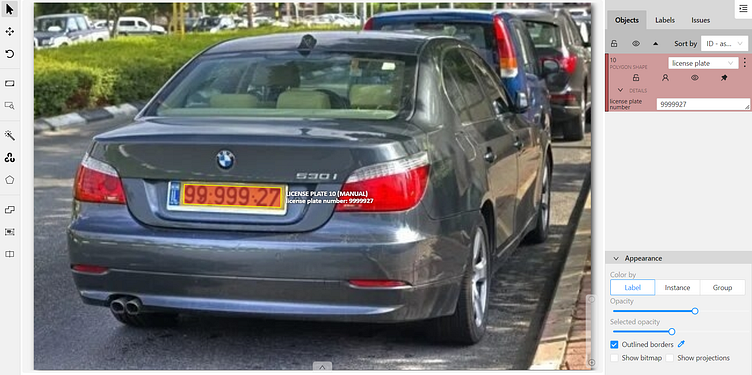 Objects
Labels
Issues
Sort by
ID - as...
10
POLYGON SHAPE
license plate
DETAILS
license plate number
9999927
530i
99·999·27
LICENSE PLATE 10 (MANUAL)
license plate number: 9999927
Appearance
Color by
Label
Instance
Group
Opacity
Selected opacity
Outlined borders
Show bitmap
Show projections